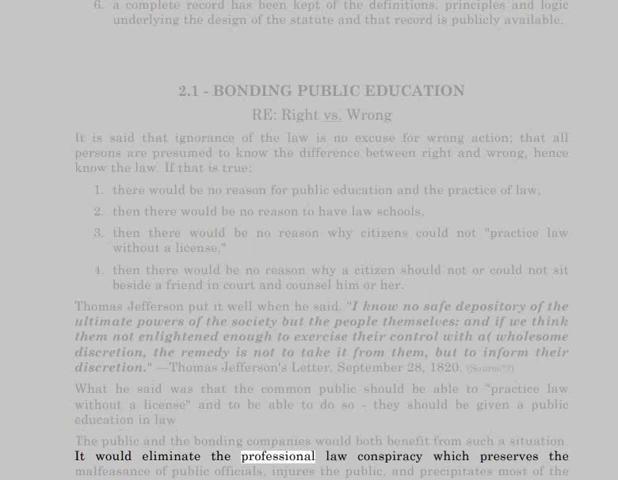 6. a complete record has been kept of the definitions, principles and logic
underlying the design of the statute and that record is publicly available.
2.1 - BONDING PUBLIC EDUCATION
RE: Right vs. Wrong
It is said that ignorance of the law is no excuse for wrong action; that all
persons are presumed to know the difference between right and wrong, hence
know the law. If that is true:
1. there would be no reason for public education and the practice of law,
2. then there would be no reason to have law schools,
3. then there would be no reason why citizens could not "practice law
without a license,"
4. then there would be no reason why a citizen should not or could not sit
beside a friend in court and counsel him or her.
Thomas Jefferson put it well when he said. "I know no safe depository of the
ultimate powers of the society but the people themselves: and if we think
them not enlightened enough to exercise their control with a( wholesome
discretion, the remedy is not to take it from them, but to inform their
discretion." —Thomas Jefferson's Letter, September 28, 1820.
What he said was that the common public should be able to "practice law
without a license" and to be able to do so - they should be given a public
education in law
The public and the bonding companies would both benefit from such a situation.
It would eliminate the professional law conspiracy which preserves the
malfeasance of public officials, injures the public, and precipitates most of the